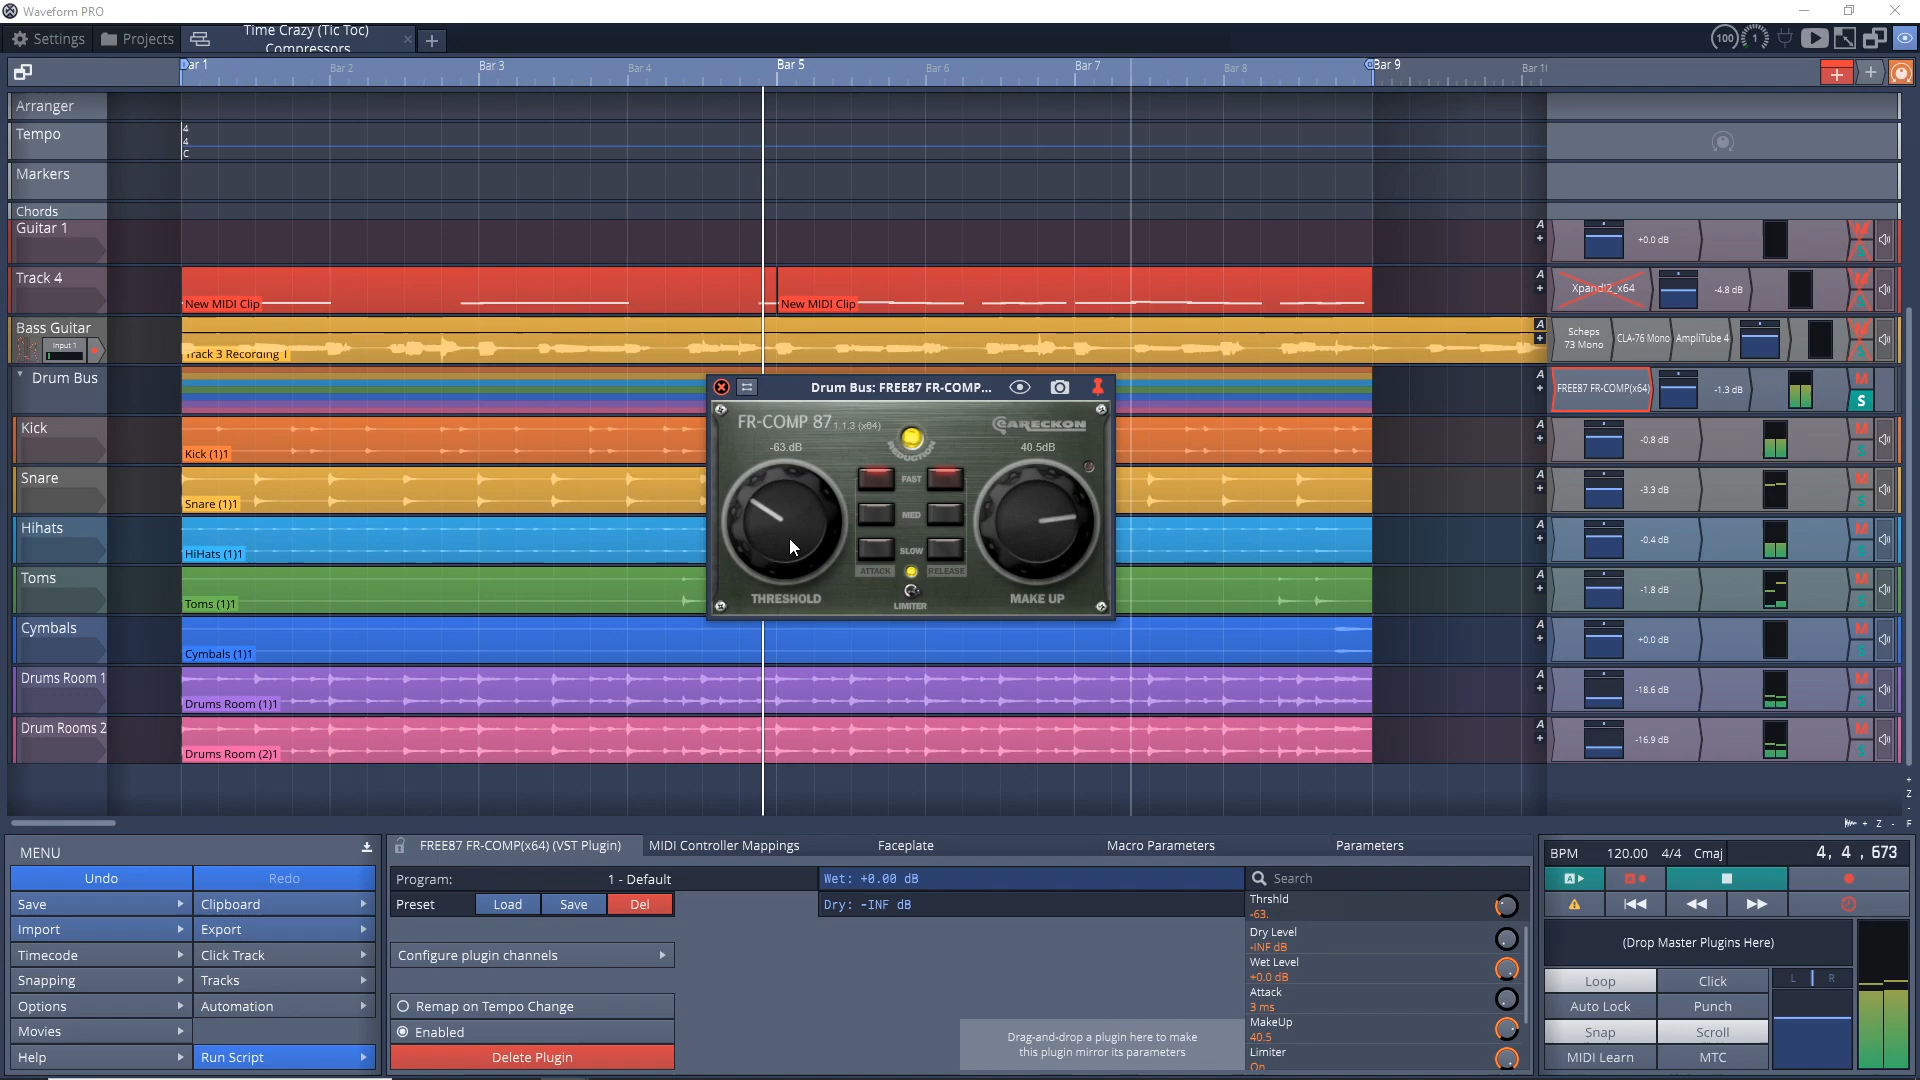 Waveform PRO
Settings
Projects
Time Crazy (Tic Toc)
Compressors
100
1
Bar 1
Bar 2
Bar 3
Bar 4
Bar 5
Bar 6
Bar 7
Bar 8
Bar 9
Arranger
Tempo
4
4
C
Markers
Chords
Guitar 1
A
+0.0 dB
M
Track 4
New MIDI Clip
New MIDI Clip
A
Xpand!2_x64
-4.8 dB
M
Bass Guitar
Input 1
Track 3 Recording 1
A
Scheps
73 Mono
CLA-76 Mono
AmpliTube 4
M
Drum Bus
A
FREE87 FR-COMP(x64)
-1.3 dB
M
S
Drum Bus: FREE87 FR-COMP...
FR-COMP 87 1.1.3 (x64)
REDUCTION
CARECKON
-63.dB
40.5dB
FAST
MED
SLOW
ATTACK
RELEASE
THRESHOLD
LIMITER
MAKE UP
Kick
Kick (1)1
A
-0.8 dB
M
S
Snare
Snare (1)1
A
-3.3 dB
M
S
Hihats
HiHats (1)1
A
-0.4 dB
M
S
Toms
Toms (1)1
A
-1.8 dB
M
S
Cymbals
Cymbals (1)1
A
+0.0 dB
M
S
Drums Room 1
Drums Room (1)1
A
-18.6 dB
M
S
Drum Rooms 2
Drums Room (2)1
A
-16.9 dB
M
S
+
Z
-
+ Z - F
MENU
Undo
Redo
Save
Clipboard
Import
Export
Timecode
Click Track
Snapping
Tracks
Options
Automation
Movies
Help
Run Script
FREE87 FR-COMP(x64) (VST Plugin)
MIDI Controller Mappings
Faceplate
Macro Parameters
Parameters
Program:
1 - Default
Preset
Load
Save
Del
Wet: +0.00 dB
Dry: -INF dB
Configure plugin channels
Remap on Tempo Change
Enabled
Delete Plugin
Drag-and-drop a plugin here to make
this plugin mirror its parameters
Search
Thrshld
-63.
Dry Level
-INF dB
Wet Level
+0.0 dB
Attack
3 ms
MakeUp
40.5
Limiter
On
BPM
120.00
4/4
Cmaj
4, 4 , 673
A
(Drop Master Plugins Here)
Loop
Click
Auto Lock
Punch
Snap
Scroll
MIDI Learn
MTC
L
R